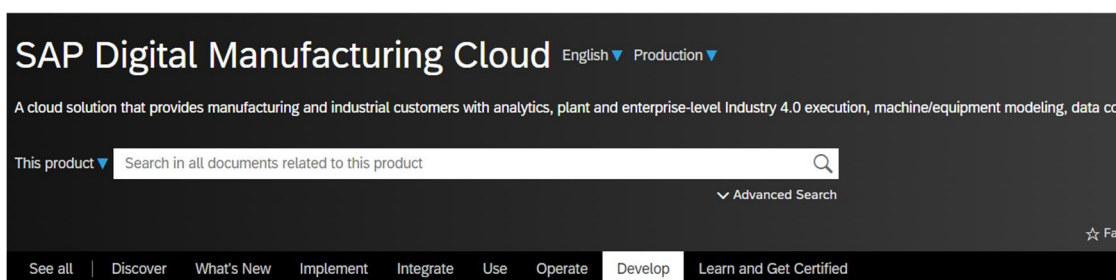 SAP Digital Manufacturing Cloud English Production
A cloud solution that provides manufacturing and industrial customers with analytics, plant and enterprise-level Industry 4.0 execution, machine/equipment modeling, data
This product Search in all documents related to this product
Advanced Search
See all | Discover What's New Implement Integrate Use Operate Develop Learn and Get Certified